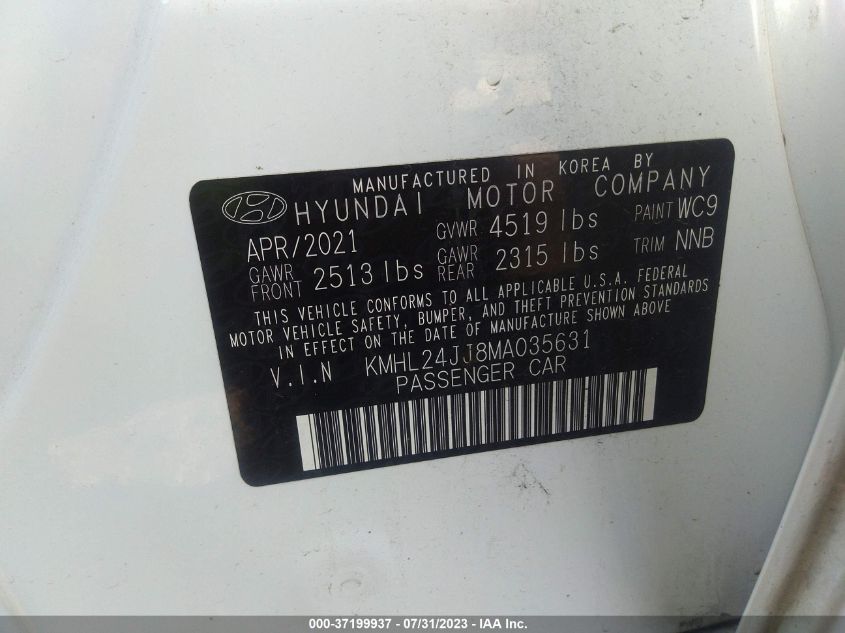 MANUFACTURED IN KOREA BY
HYUNDAI MOTOR COMPANY
APR/2021 GVWR 4519 lbs PAINT WC9
GAWR FRONT 2513 lbs GAWR REAR 2315 lbs TRIM NNB
THIS VEHICLE CONFORMS TO ALL APPLICABLE U.S.A. FEDERAL
MOTOR VEHICLE SAFETY, BUMPER, AND THEFT PREVENTION STANDARDS
IN EFFECT ON THE DATE OF MANUFACTURE SHOWN ABOVE
V.I.N KMHL24JJ8MA035631
PASSENGER CAR
000-37199937 - 07/31/2023 - IAA Inc.